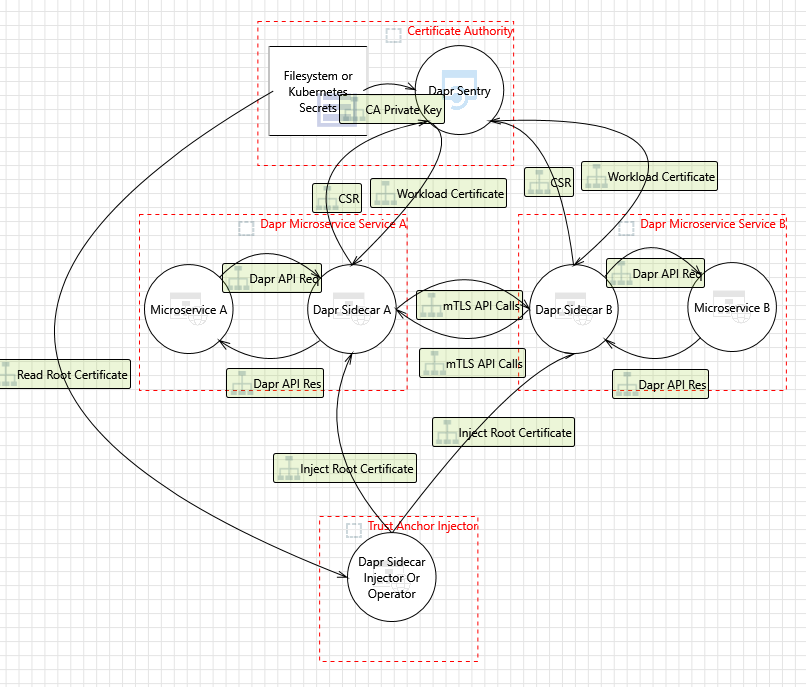 Certificate Authority
Filesystem or
Kubernetes
Secrets
Dapr Sentry
CA Private Key
CSR
Workload Certificate
CSR
Workload Certificate
Dapr Microservice Service A
Dapr Microservice Service B
Dapr API Req
Dapr API Req
Microservice A
Dapr Sidecar A
mTLS API Calls
Dapr Sidecar B
Microservice B
mTLS API Calls
Read Root Certificate
Dapr API Res
Dapr API Res
Inject Root Certificate
Inject Root Certificate
Trust Anchor Injector
Dapr Sidecar
Injector Or
Operator